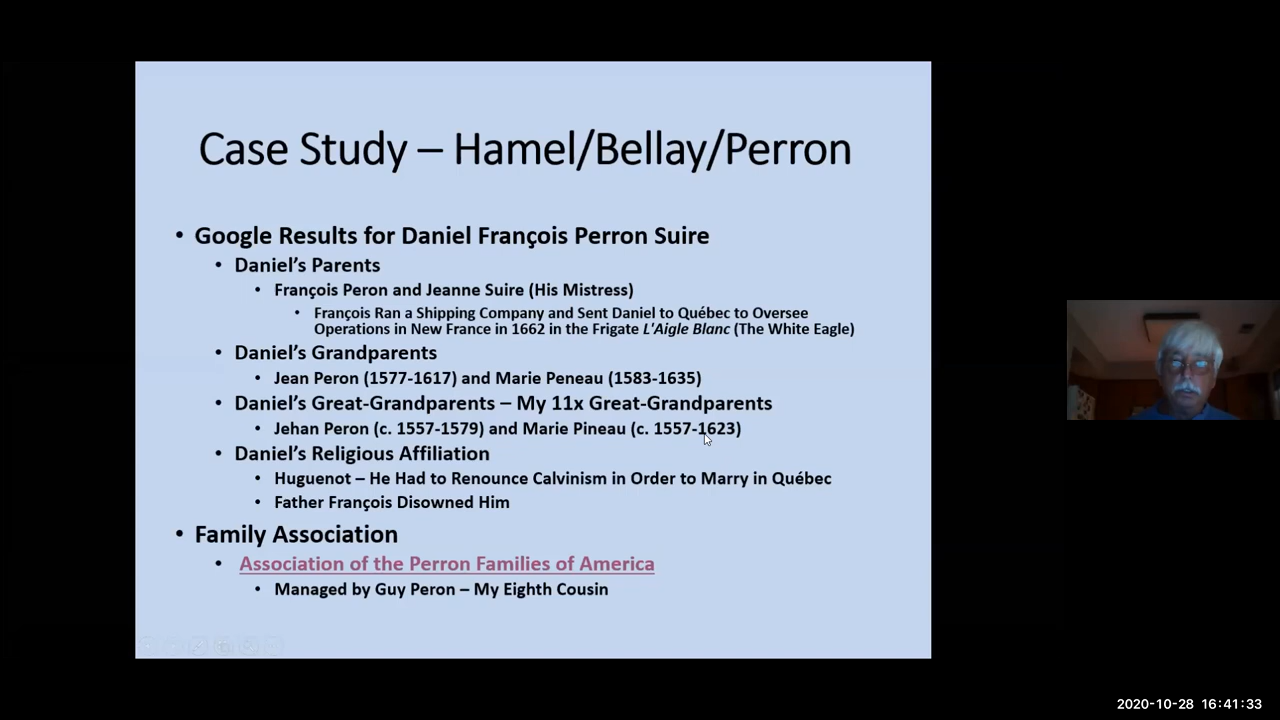 Case Study – Hamel/Bellay/Perron
• Google Results for Daniel François Perron Suire
• Daniel's Parents
• François Peron and Jeanne Suire (His Mistress)
• François Ran a Shipping Company and Sent Daniel to Québec to Oversee
Operations in New France in 1662 in the Frigate L'Aigle Blanc (The White Eagle)
• Daniel's Grandparents
• Jean Peron (1577-1617) and Marie Peneau (1583-1635)
• Daniel's Great-Grandparents – My 11x Great-Grandparents
• Jehan Peron (c. 1557-1579) and Marie Pineau (c. 1557-1623)
• Daniel's Religious Affiliation
• Huguenot – He Had to Renounce Calvinism in Order to Marry in Québec
• Father François Disowned Him
• Family Association
• Association of the Perron Families of America
• Managed by Guy Peron – My Eighth Cousin
2020-10-28 16:41:33